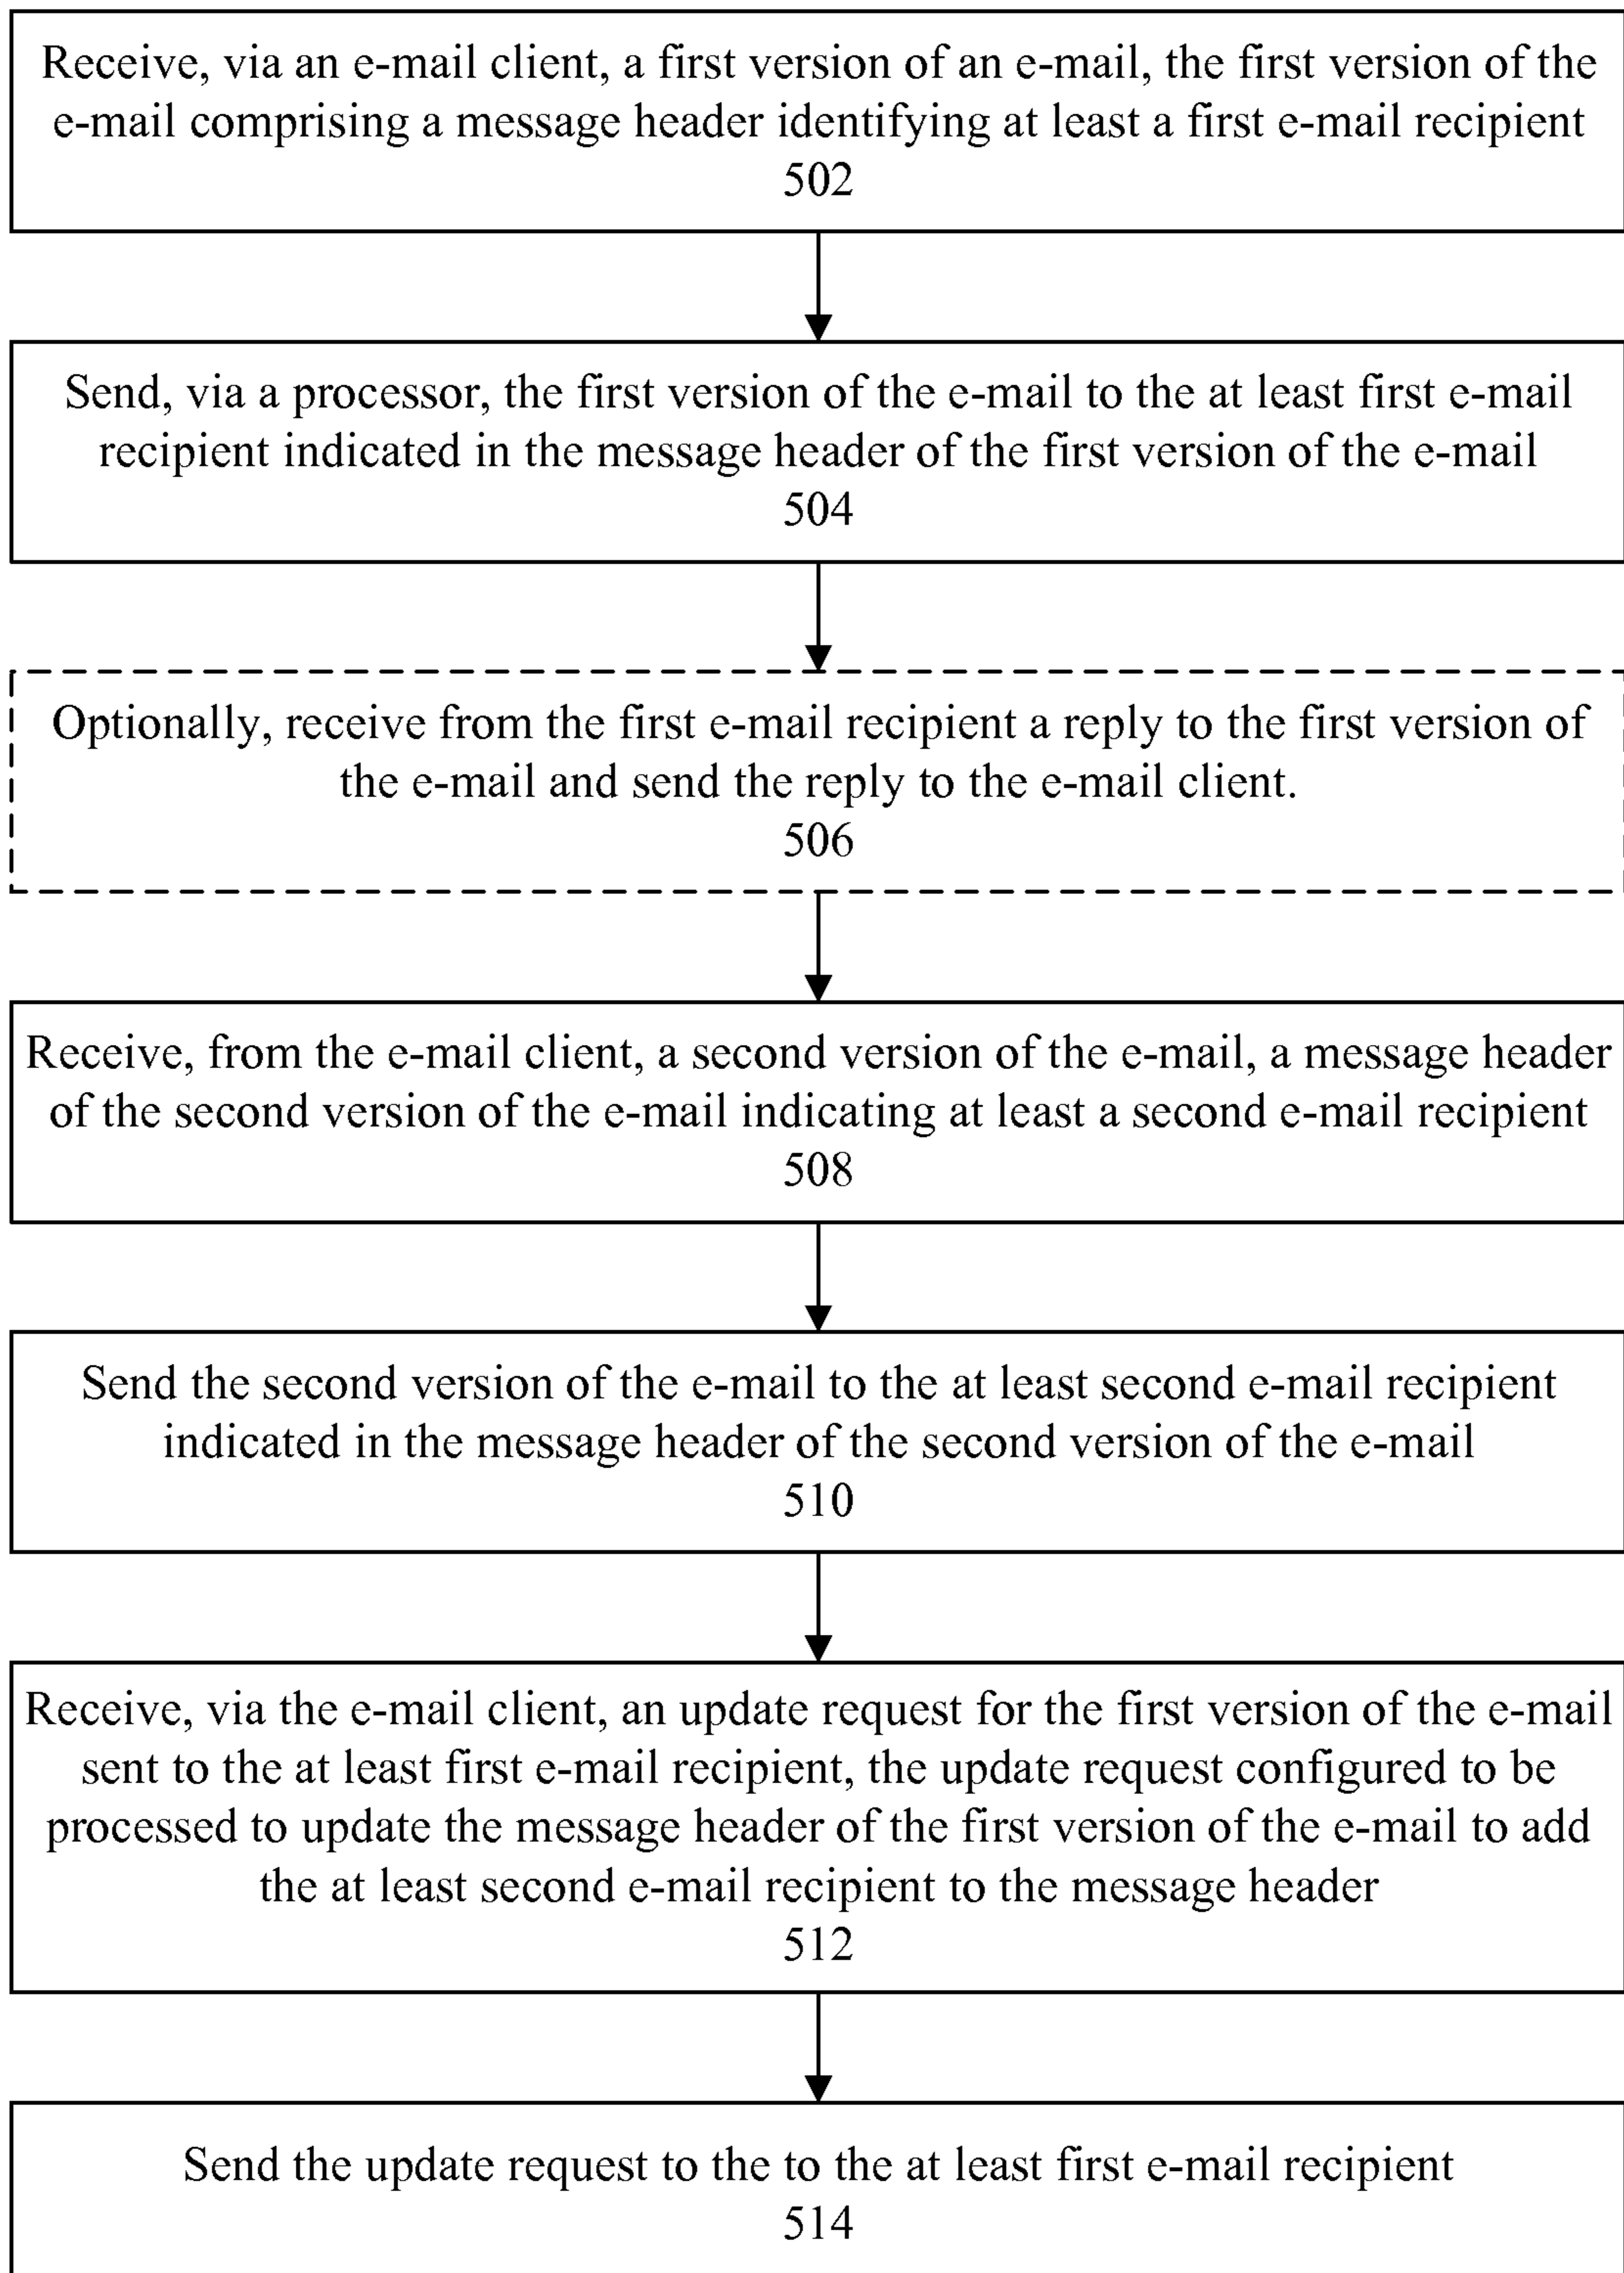 Receive, via an e-mail client, a first version of an e-mail, the first version of the
e-mail comprising a message header identifying at least a first e-mail recipient
502
Send, via a processor, the first version of the e-mail to the at least first e-mail
recipient indicated in the message header of the first version of the e-mail
504
Optionally, receive from the first e-mail recipient a reply to the first version of
the e-mail and send the reply to the e-mail client.
506
Receive, from the e-mail client, a second version of the e-mail, a message header
of the second version of the e-mail indicating at least a second e-mail recipient
508
Send the second version of the e-mail to the at least second e-mail recipient
indicated in the message header of the second version of the e-mail
510
Receive, via the e-mail client, an update request for the first version of the e-mail
sent to the at least first e-mail recipient, the update request configured to be
processed to update the message header of the first version of the e-mail to add
the at least second e-mail recipient to the message header
512
Send the update request to the to the at least first e-mail recipient
514